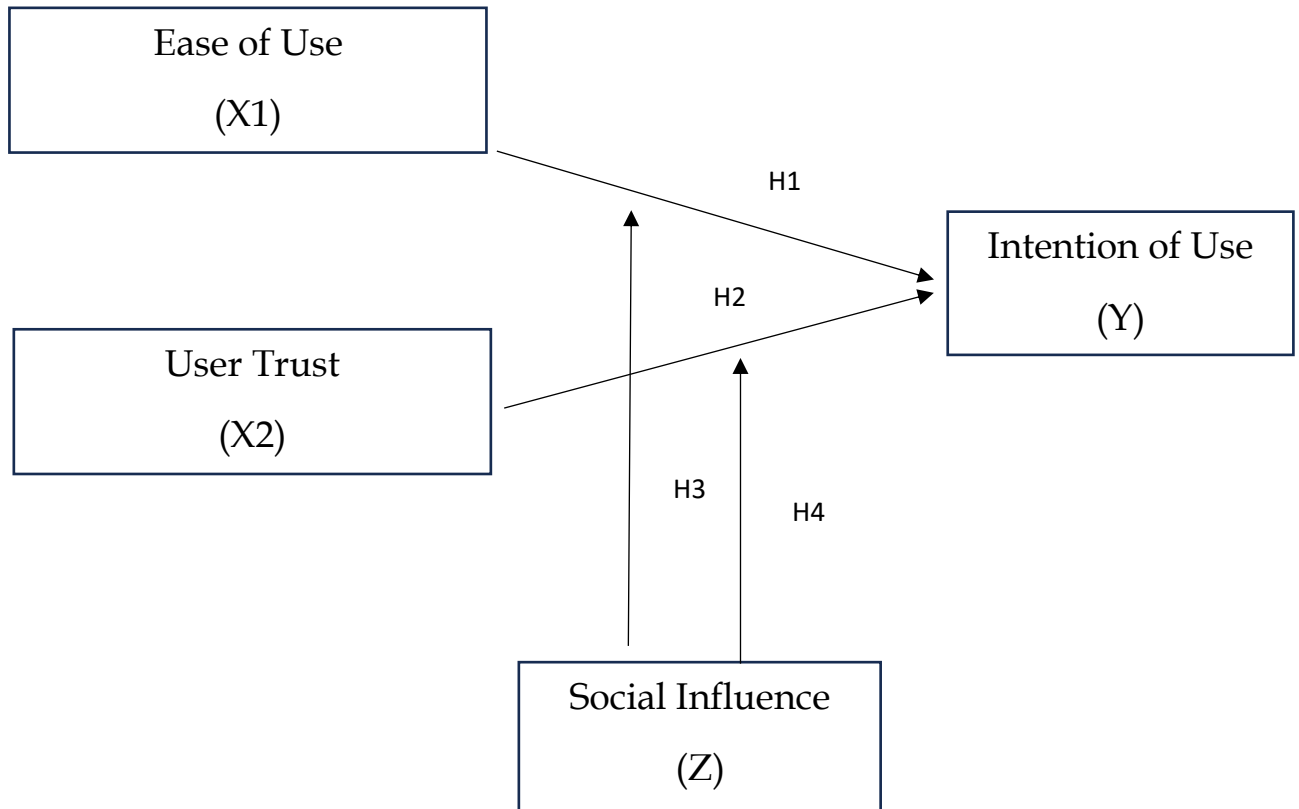 Ease of Use
(X1)
H1
Intention of Use
(Y)
H2
User Trust
(X2)
H3
H4
Social Influence
(Z)